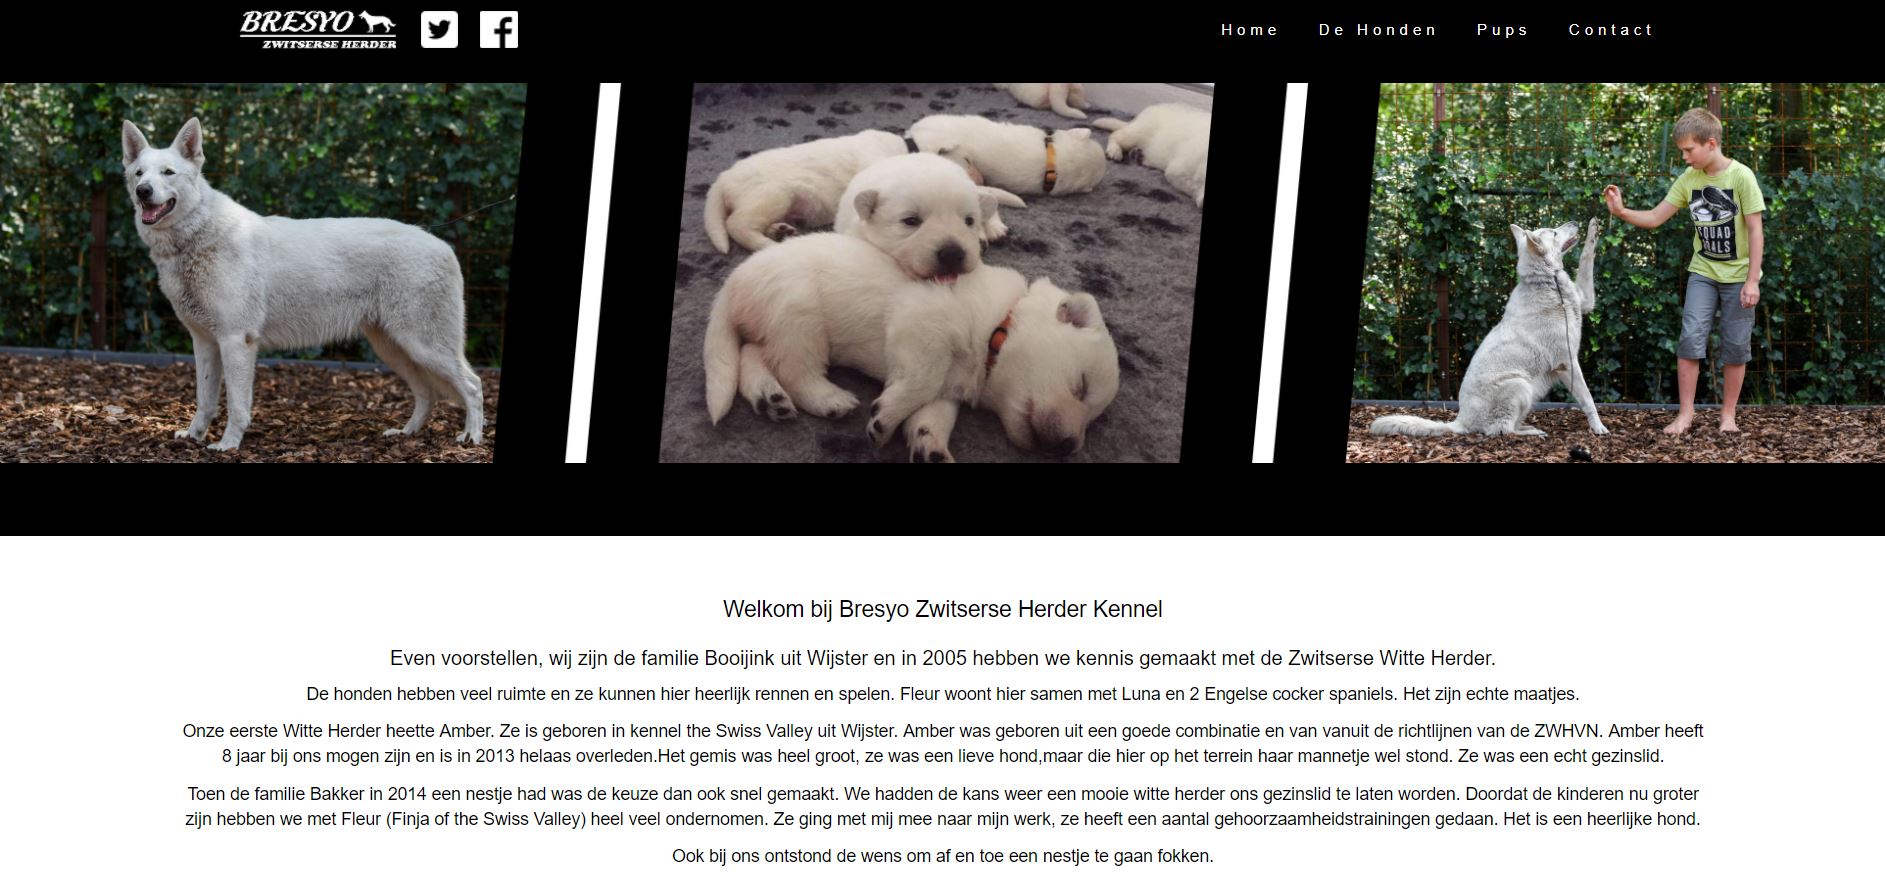 BRESYO
ZWITSERSE HERDER
Home De Honden Pups Contact
SQUAD
GOALS
Welkom bij Bresyo Zwitserse Herder Kennel
Even voorstellen, wij zijn de familie Booijink uit Wijster en in 2005 hebben we kennis gemaakt met de Zwitserse Witte Herder.
De honden hebben veel ruimte en ze kunnen hier heerlijk rennen en spelen. Fleur woont hier samen met Luna en 2 Engelse cocker spaniels. Het zijn echte maatjes.
Onze eerste Witte Herder heette Amber. Ze is geboren in kennel the Swiss Valley uit Wijster. Amber was geboren uit een goede combinatie en van vanuit de richtlijnen van de ZWHVN. Amber heeft
8 jaar bij ons mogen zijn en is in 2013 helaas overleden.Het gemis was heel groot, ze was een lieve hond,maar die hier op het terrein haar mannetje wel stond. Ze was een echt gezinslid.
Toen de familie Bakker in 2014 een nestje had was de keuze dan ook snel gemaakt. We hadden de kans weer een mooie witte herder ons gezinslid te laten worden. Doordat de kinderen nu groter
zijn hebben we met Fleur (Finja of the Swiss Valley) heel veel ondernomen. Ze ging met mij mee naar mijn werk, ze heeft een aantal gehoorzaamheidstrainingen gedaan. Het is een heerlijke hond.
Ook bij ons ontstond de wens om af en toe een nestje te gaan fokken.